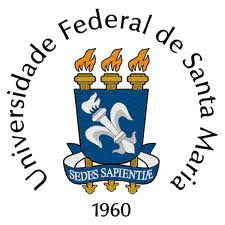 Universidade Federal de Santa Maria
SEDES SAPIENTIÆ
1960